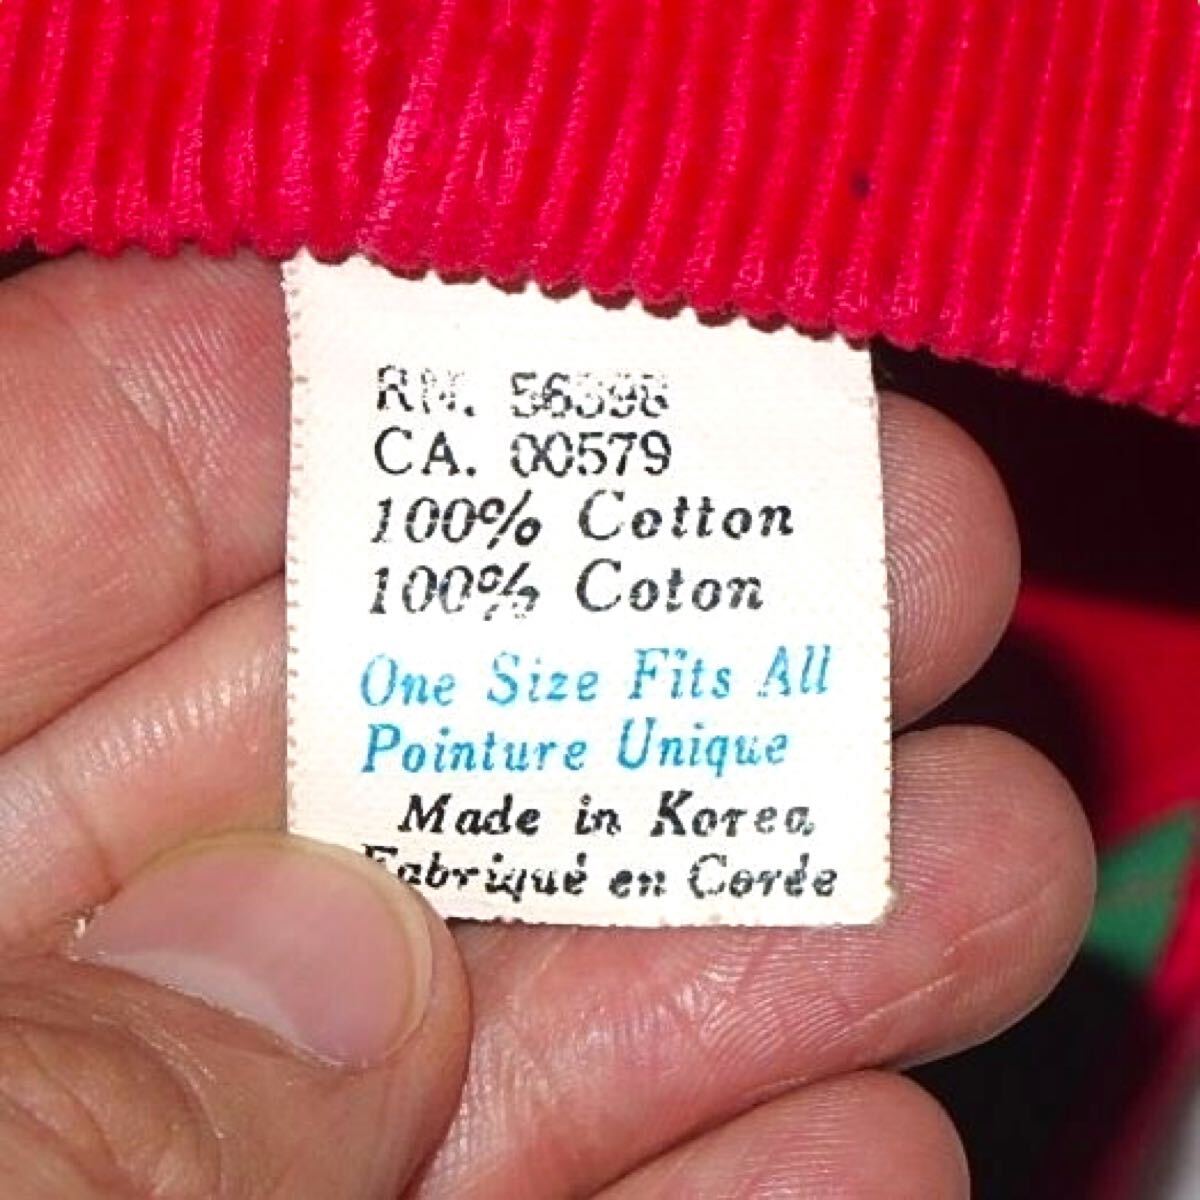 RN. 56398
CA. 00579
100% Cotton
100% Coton
One Size Fits All
Pointure Unique
Made in Korea
Fabriqué en Corée